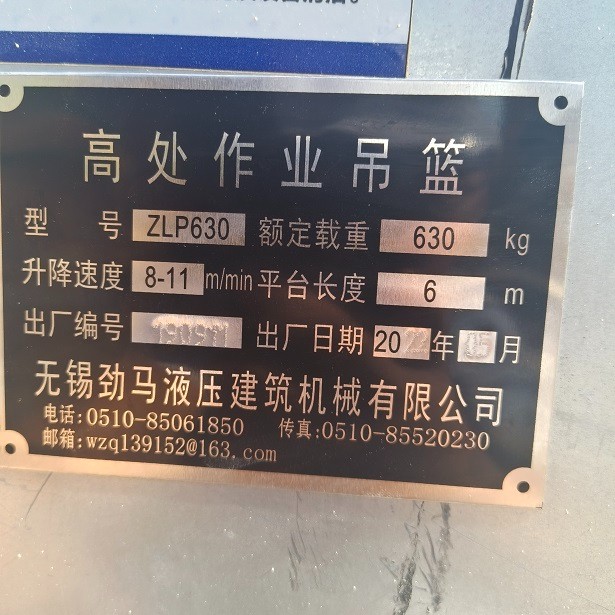 高处作业吊篮
型 号 ZLP630 额定载重 630 kg
升降速度 8-11 m/min 平台长度 6 m
出厂编号 出厂日期 20 年 月
无锡劲马液压建筑机械有限公司
电话:0510-85061850 传真:0510-85520230
邮箱:wzq139152@163.com